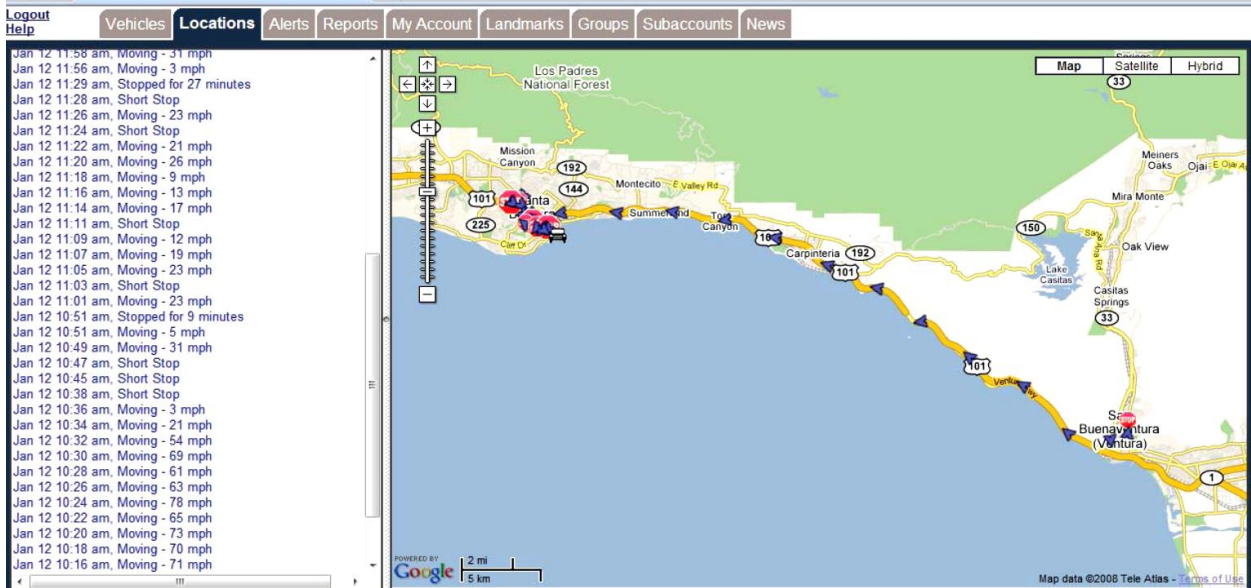 Logout
Help
Vehicles
Locations
Alerts
Reports
My Account
Landmarks
Groups
Subaccounts
News
Jan 12 11:58 am, Moving - 31 mph
Jan 12 11:56 am, Moving - 3 mph
Jan 12 11:29 am, Stopped for 27 minutes
Jan 12 11:28 am, Short Stop
Jan 12 11:26 am, Moving - 23 mph
Jan 12 11:24 am, Short Stop
Jan 12 11:22 am, Moving - 21 mph
Jan 12 11:20 am, Moving - 26 mph
Jan 12 11:18 am, Moving - 9 mph
Jan 12 11:16 am, Moving - 13 mph
Jan 12 11:14 am, Moving - 17 mph
Jan 12 11:11 am, Short Stop
Jan 12 11:09 am, Moving - 12 mph
Jan 12 11:07 am, Moving - 19 mph
Jan 12 11:05 am, Moving - 23 mph
Jan 12 11:03 am, Short Stop
Jan 12 11:01 am, Moving - 23 mph
Jan 12 10:51 am, Stopped for 9 minutes
Jan 12 10:51 am, Moving - 5 mph
Jan 12 10:49 am, Moving - 31 mph
Jan 12 10:47 am, Short Stop
Jan 12 10:45 am, Short Stop
Jan 12 10:38 am, Short Stop
Jan 12 10:36 am, Moving - 3 mph
Jan 12 10:34 am, Moving - 21 mph
Jan 12 10:32 am, Moving - 54 mph
Jan 12 10:30 am, Moving - 69 mph
Jan 12 10:28 am, Moving - 61 mph
Jan 12 10:26 am, Moving - 63 mph
Jan 12 10:24 am, Moving - 78 mph
Jan 12 10:22 am, Moving - 65 mph
Jan 12 10:20 am, Moving - 73 mph
Jan 12 10:18 am, Moving - 70 mph
Jan 12 10:16 am, Moving - 71 mph
Map
Satellite
Hybrid
Los Padres
National Forest
33
Mission
Canyon
192
144
Montecito
E Valley Rd
101
225
Cliff Dr
Summerland
Canyon
Carpinteria
192
101
150
Lake
Casitas
Santa Ana Rd
Meiners
Oaks
Ojai
E Ojai
Mira Monte
Oak View
Casitas
Springs
33
101
Buenaventura
(Ventura)
1
POWERED BY
Google
2 mi
5 km
Map data ©2008 Tele Atlas - Terms of Use